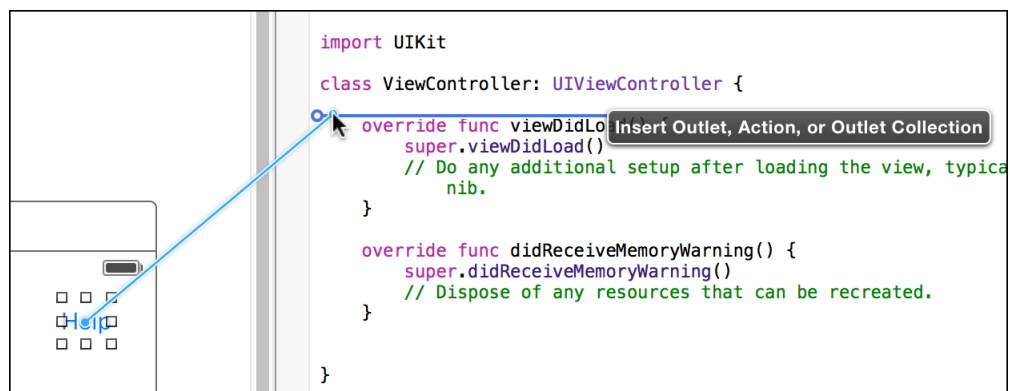 import UIKit
class ViewController: UIViewController {
override func viewDidLoad() {
Insert Outlet, Action, or Outlet Collection
super.viewDidLoad()
// Do any additional setup after loading the view, typica
nib.
}
override func didReceiveMemoryWarning() {
super.didReceiveMemoryWarning()
// Dispose of any resources that can be recreated.
}
Help
}